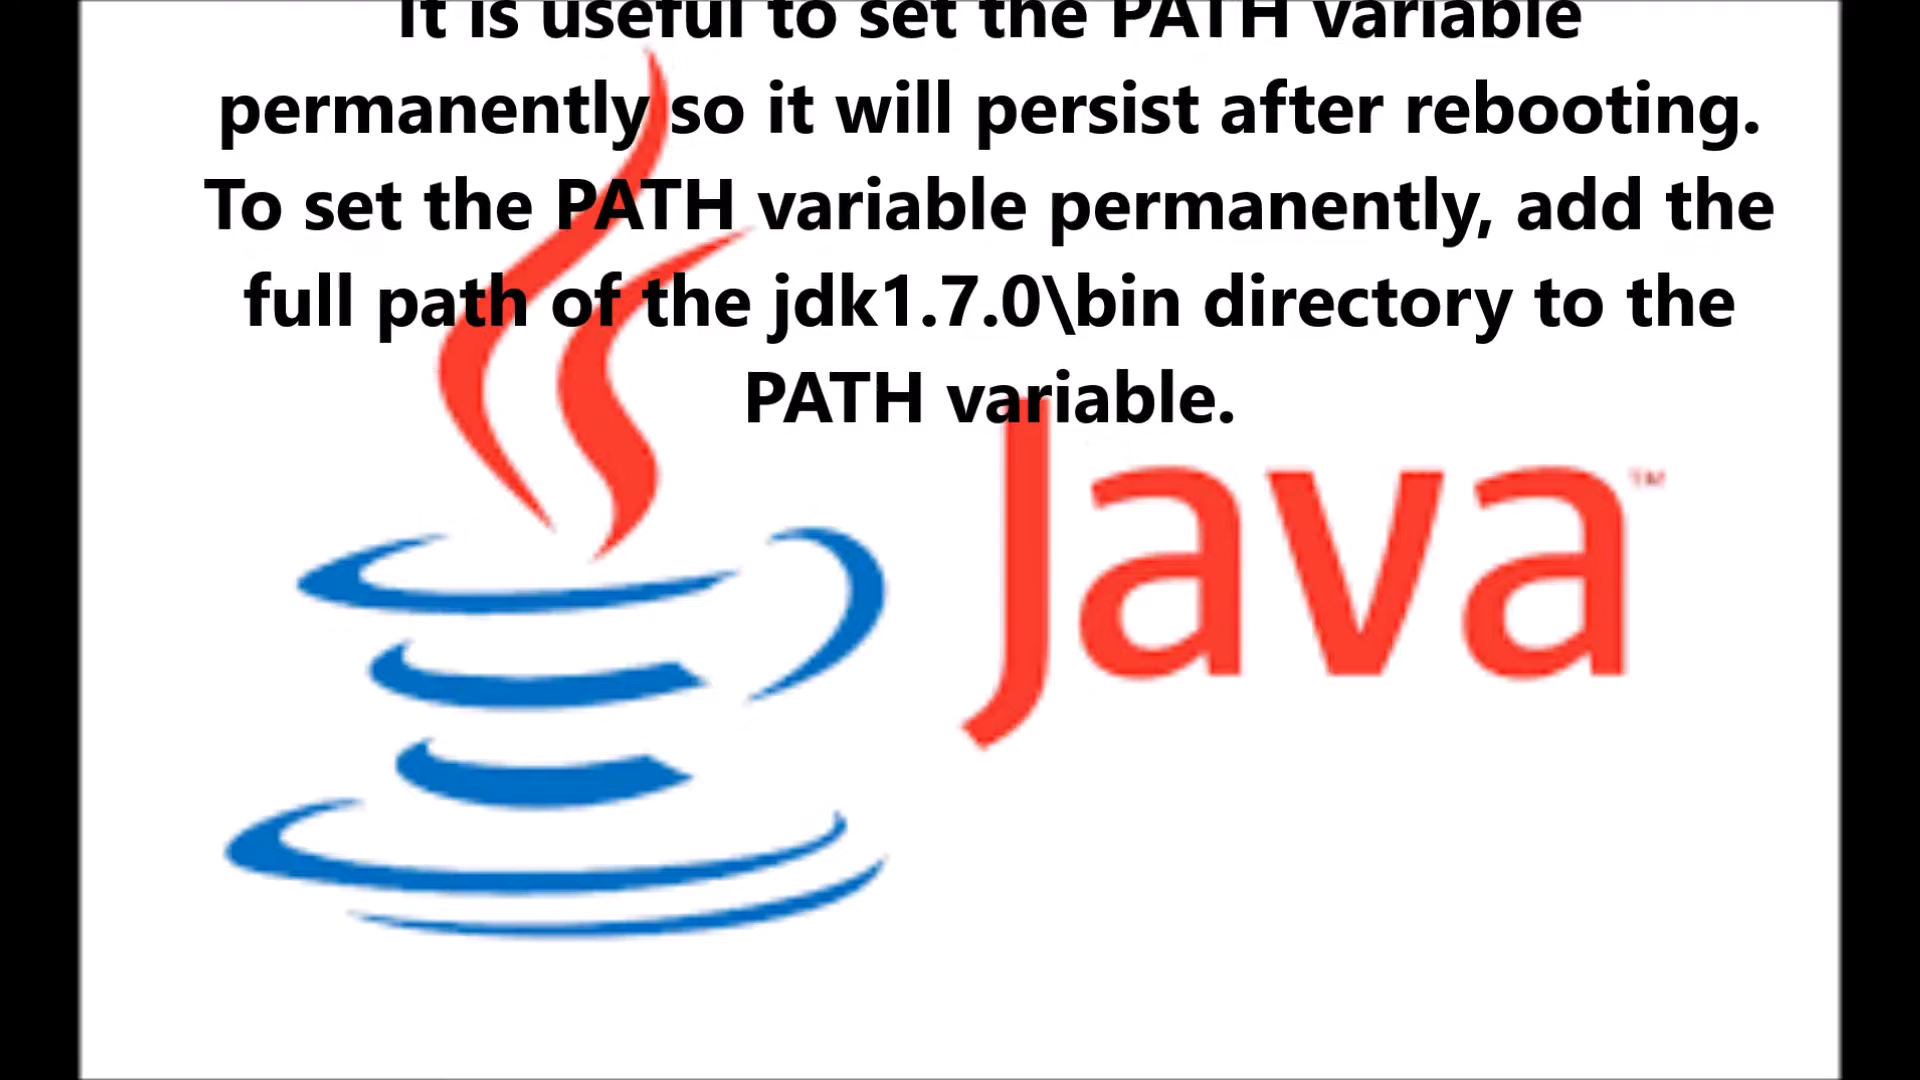 It is useful to set the PATH variable
permanently so it will persist after rebooting.
To set the PATH variable permanently, add the
full path of the jdk1.7.0\bin directory to the
PATH variable.
Java™